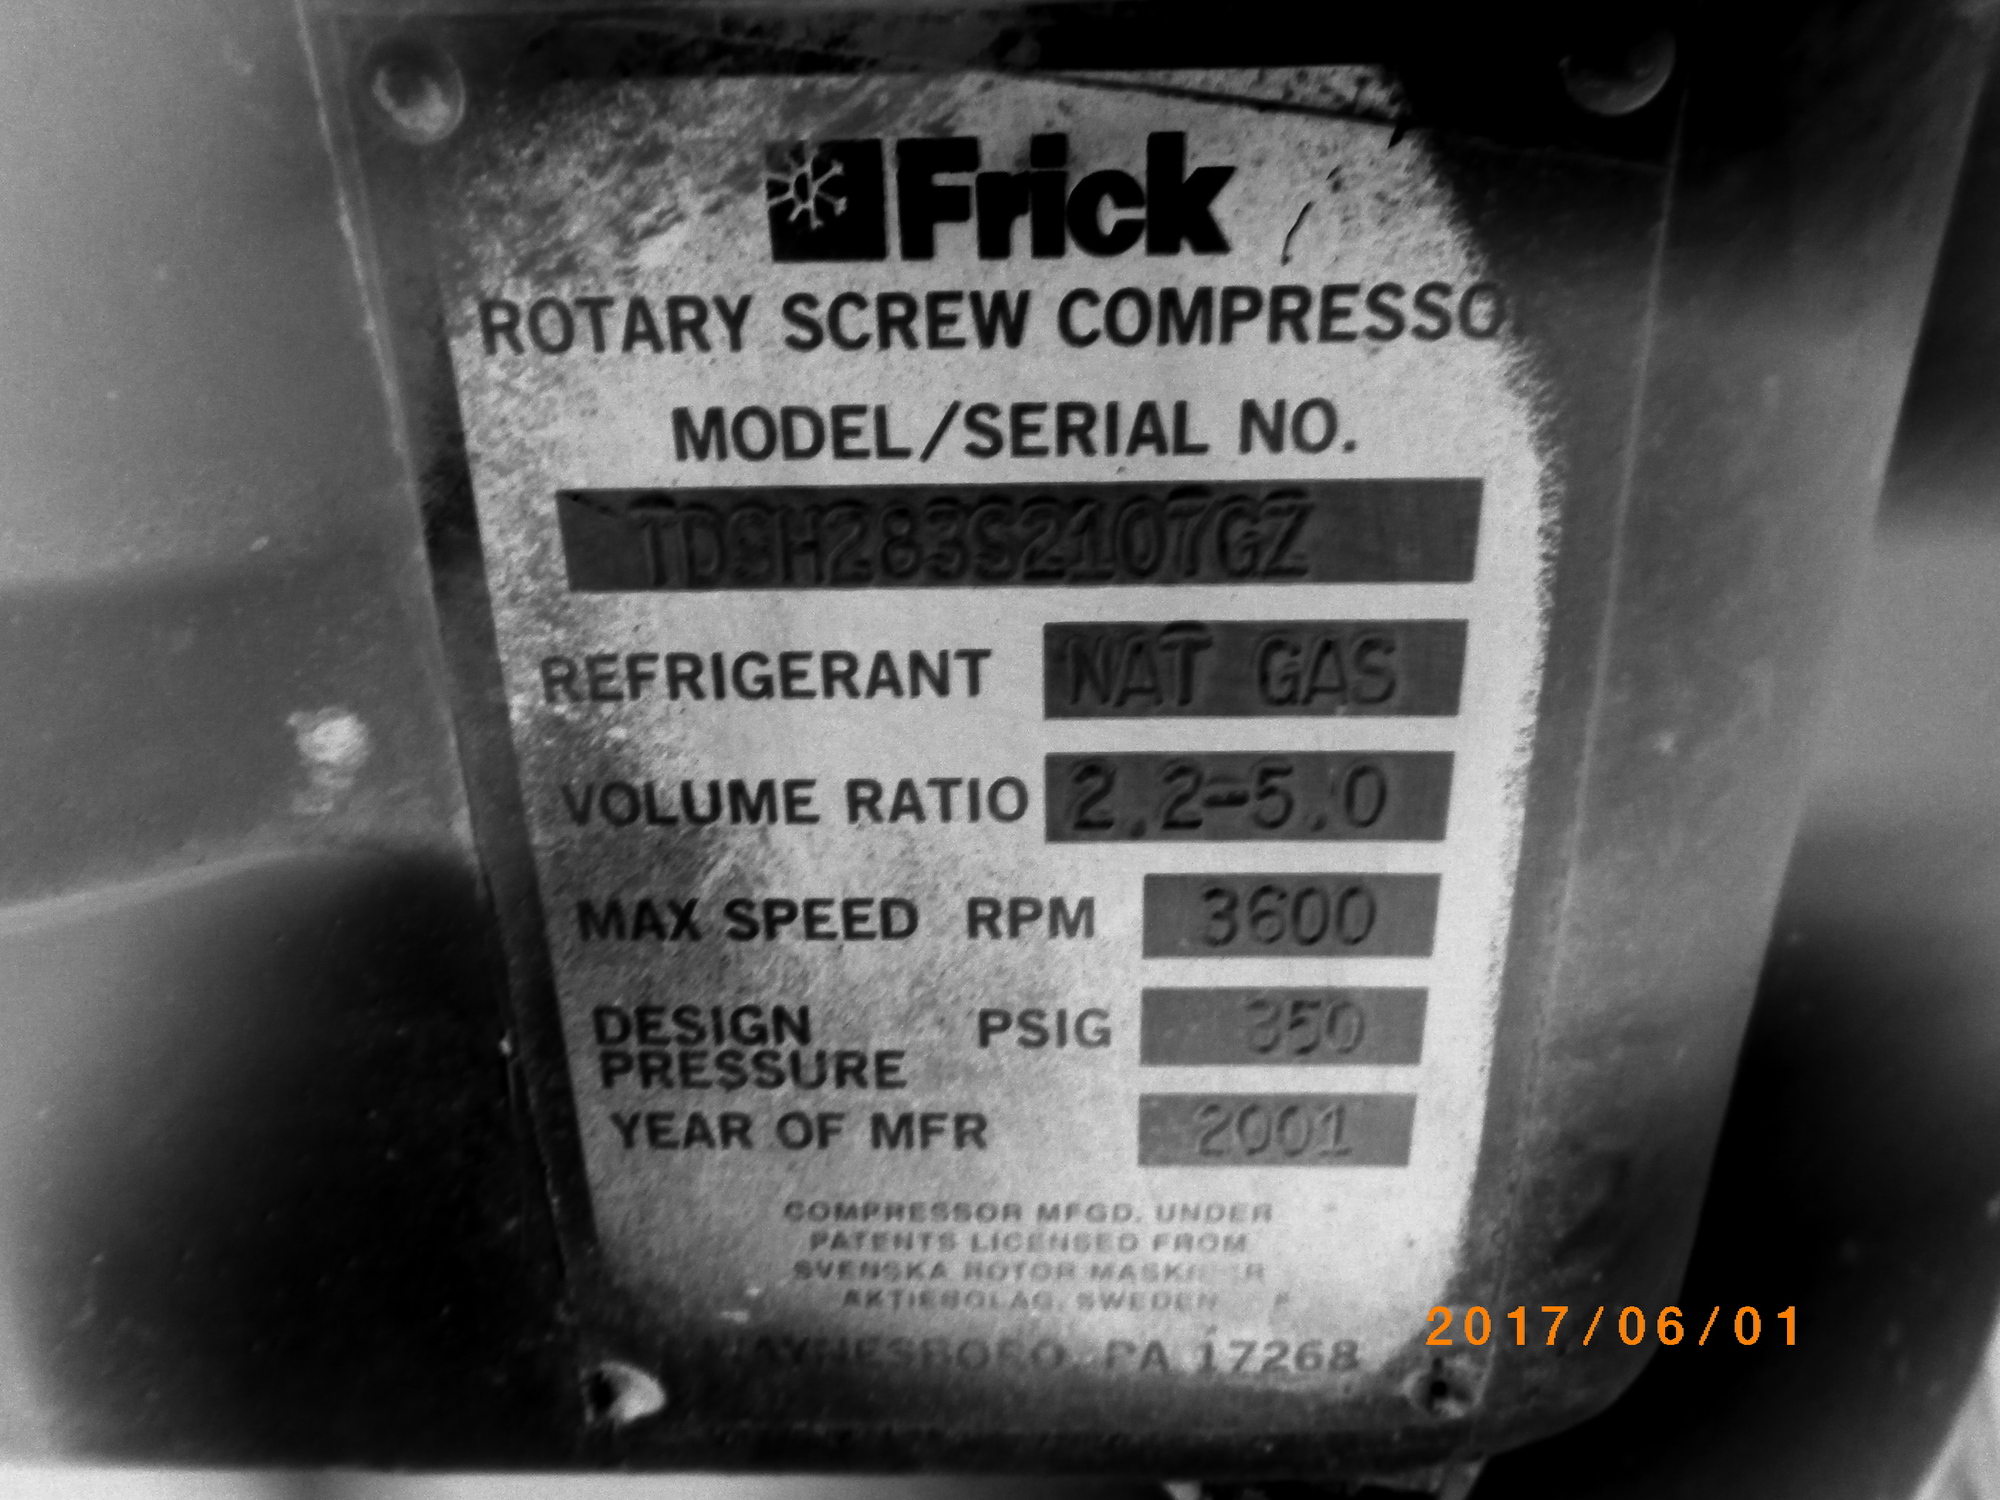 Frick
ROTARY SCREW COMPRESSO
MODEL/SERIAL NO.
TDSH283S2107GZ
REFRIGERANT NAT GAS
VOLUME RATIO 2.2-5.0
MAX SPEED RPM 3600
DESIGN PRESSURE PSIG 350
YEAR OF MFR 2001
COMPRESSOR MFGD. UNDER
PATENTS LICENSED FROM
SVENSKA ROTOR
AKTIEBOLAG, SWEDEN
PA 17268
2017/06/01